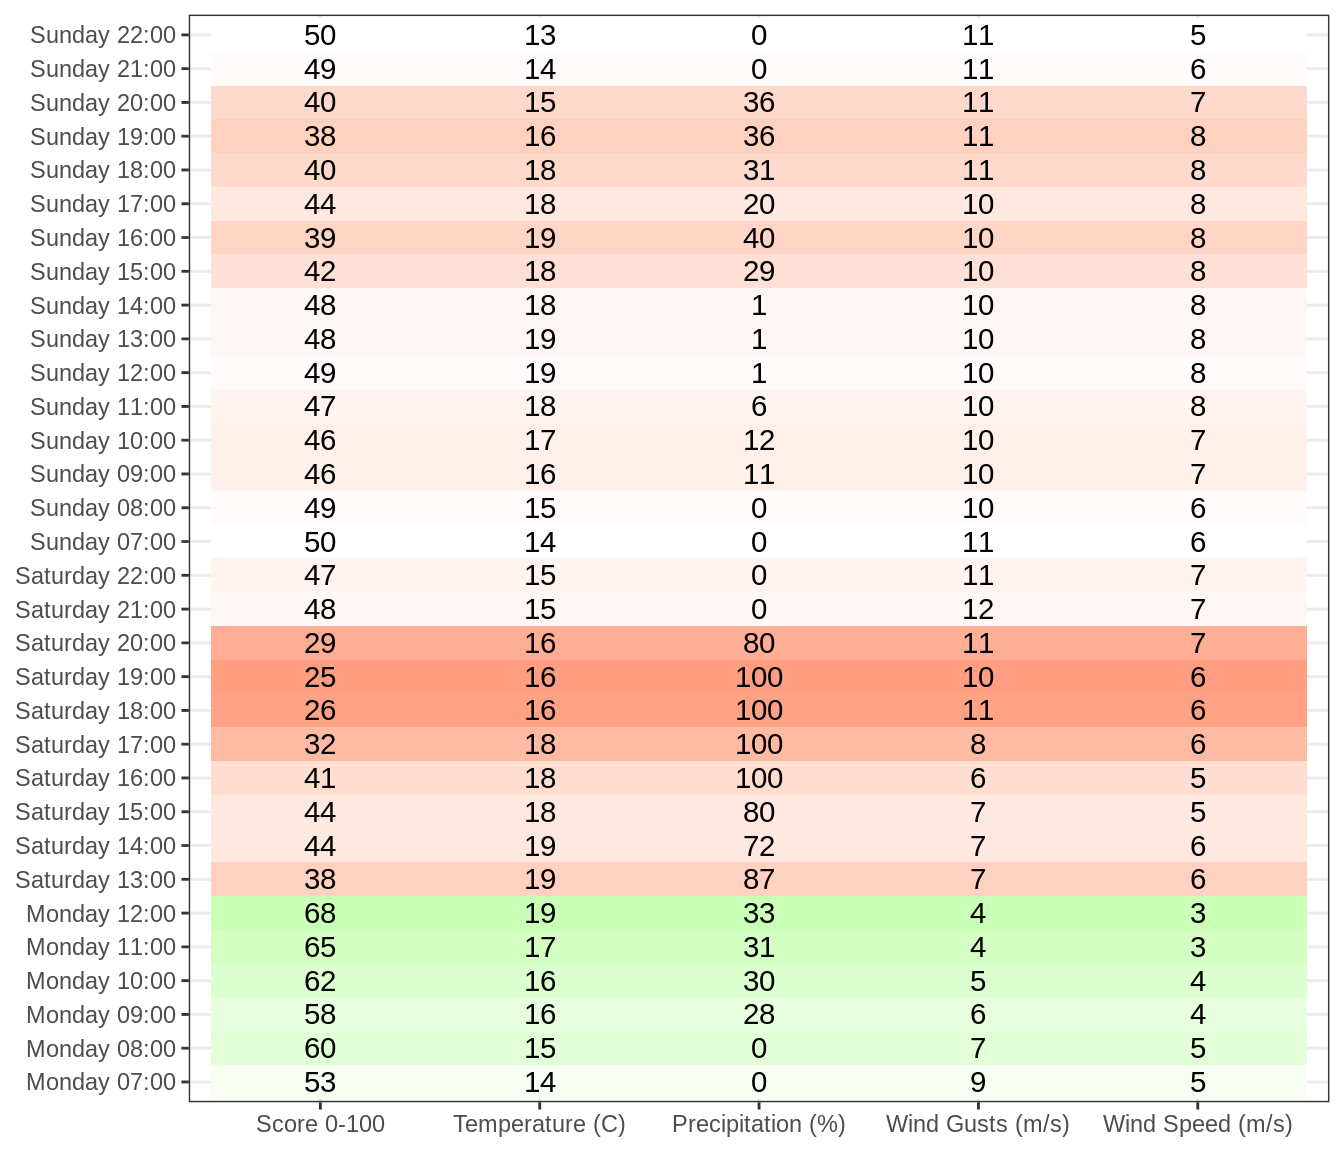 Sunday 22:00 50 13 0 11 5
Sunday 21:00 49 14 0 11 6
Sunday 20:00 40 15 36 11 7
Sunday 19:00 38 16 36 11 8
Sunday 18:00 40 18 31 11 8
Sunday 17:00 44 18 20 10 8
Sunday 16:00 39 19 40 10 8
Sunday 15:00 42 18 29 10 8
Sunday 14:00 48 18 1 10 8
Sunday 13:00 48 19 1 10 8
Sunday 12:00 49 19 1 10 8
Sunday 11:00 47 18 6 10 8
Sunday 10:00 46 17 12 10 7
Sunday 09:00 46 16 11 10 7
Sunday 08:00 49 15 0 10 6
Sunday 07:00 50 14 0 11 6
Saturday 22:00 47 15 0 11 7
Saturday 21:00 48 15 0 12 7
Saturday 20:00 29 16 80 11 7
Saturday 19:00 25 16 100 10 6
Saturday 18:00 26 16 100 11 6
Saturday 17:00 32 18 100 8 6
Saturday 16:00 41 18 100 6 5
Saturday 15:00 44 18 80 7 5
Saturday 14:00 44 19 72 7 6
Saturday 13:00 38 19 87 7 6
Monday 12:00 68 19 33 4 3
Monday 11:00 65 17 31 4 3
Monday 10:00 62 16 30 5 4
Monday 09:00 58 16 28 6 4
Monday 08:00 60 15 0 7 5
Monday 07:00 53 14 0 9 5
Score 0-100 Temperature (C) Precipitation (%) Wind Gusts (m/s) Wind Speed (m/s)